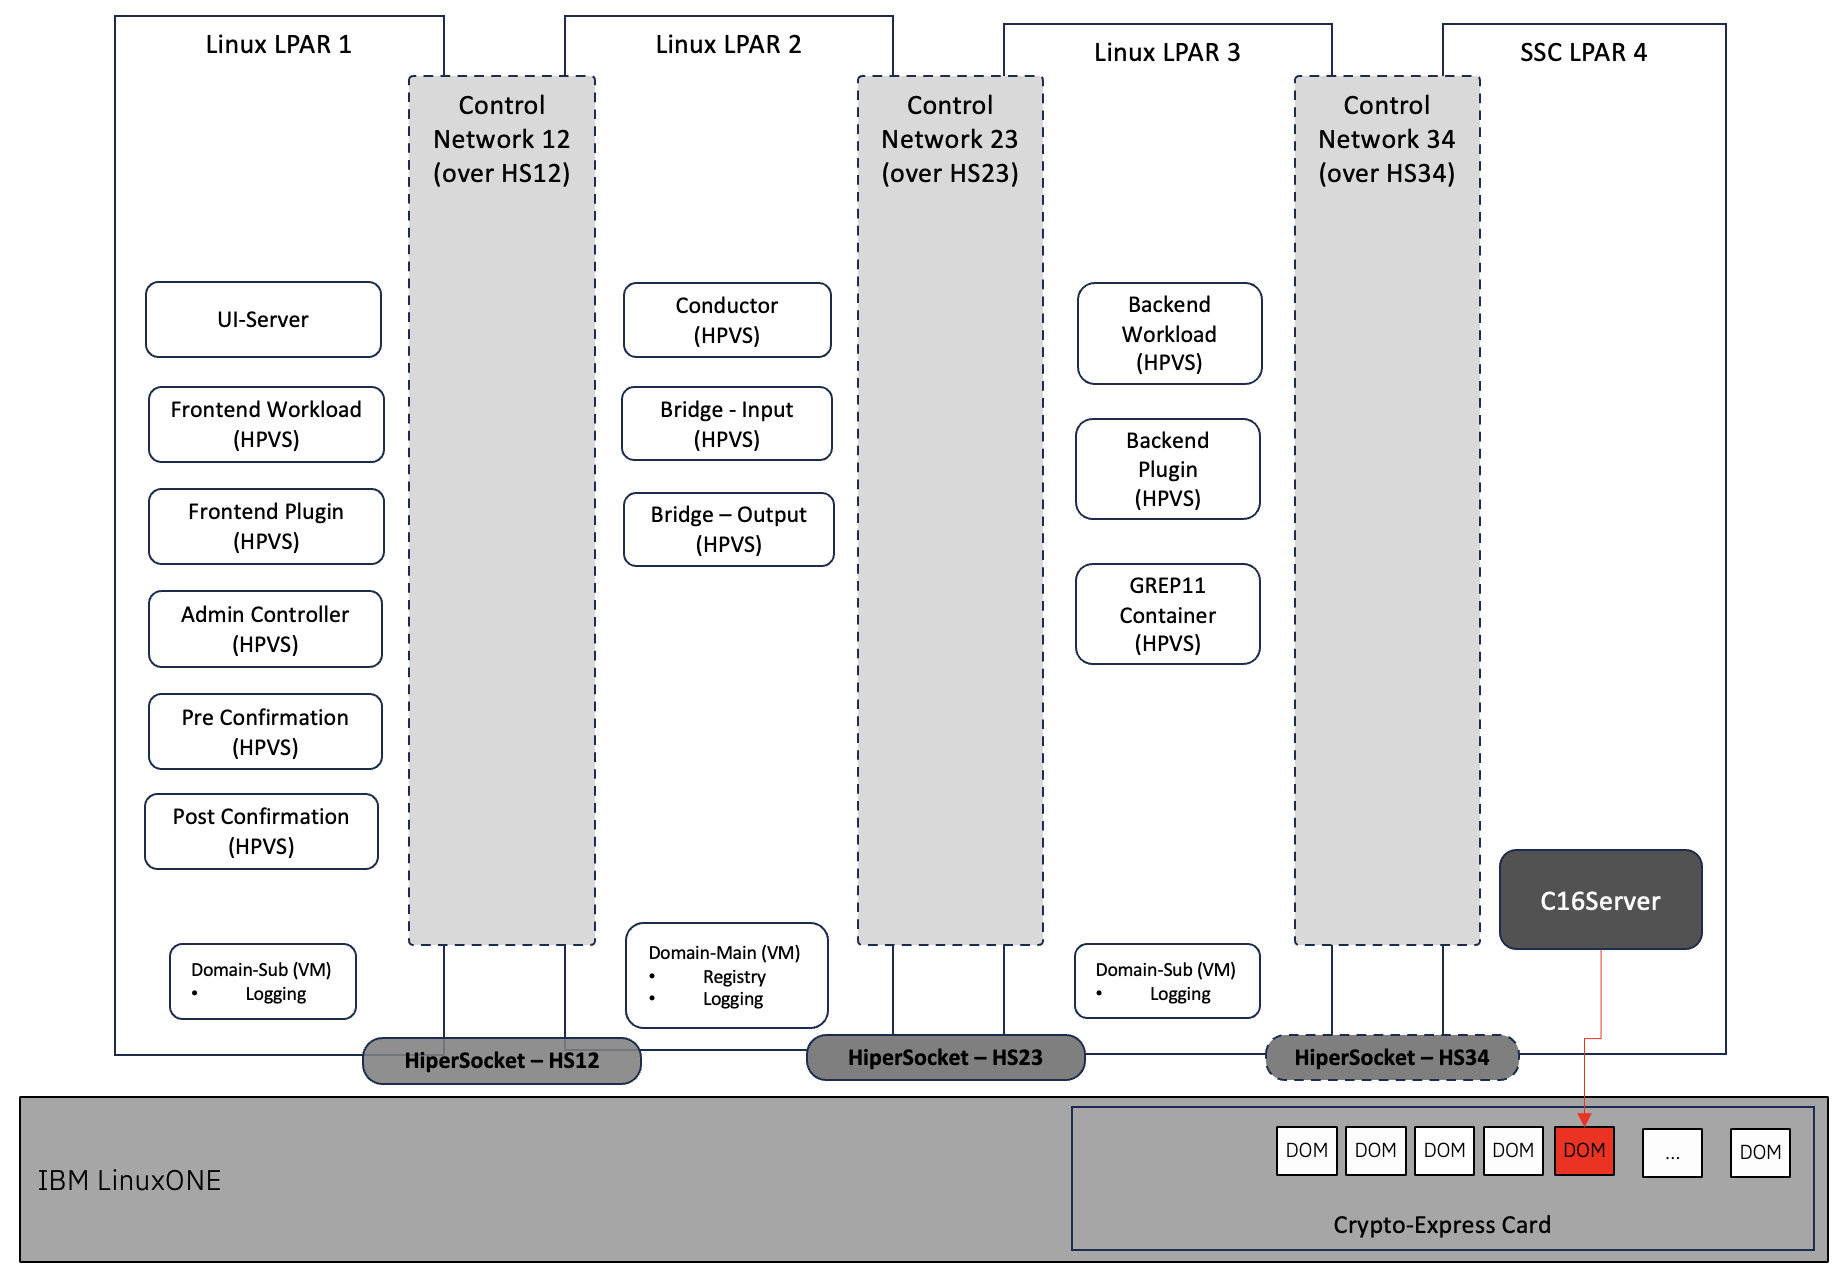 Linux LPAR 1
Linux LPAR 2
Linux LPAR 3
SSC LPAR 4
Control
Network 12
(over HS12)
Control
Network 23
(over HS23)
Control
Network 34
(over HS34)
UI-Server
Frontend Workload
(HPVS)
Frontend Plugin
(HPVS)
Admin Controller
(HPVS)
Pre Confirmation
(HPVS)
Post Confirmation
(HPVS)
Domain-Sub (VM)
• Logging
Conductor
(HPVS)
Bridge - Input
(HPVS)
Bridge – Output
(HPVS)
Domain-Main (VM)
• Registry
• Logging
Backend
Workload
(HPVS)
Backend
Plugin
(HPVS)
GREP11
Container
(HPVS)
Domain-Sub (VM)
• Logging
C16Server
HiperSocket – HS12
HiperSocket – HS23
HiperSocket – HS34
IBM LinuxONE
DOM
DOM
DOM
DOM
DOM
...
DOM
Crypto-Express Card